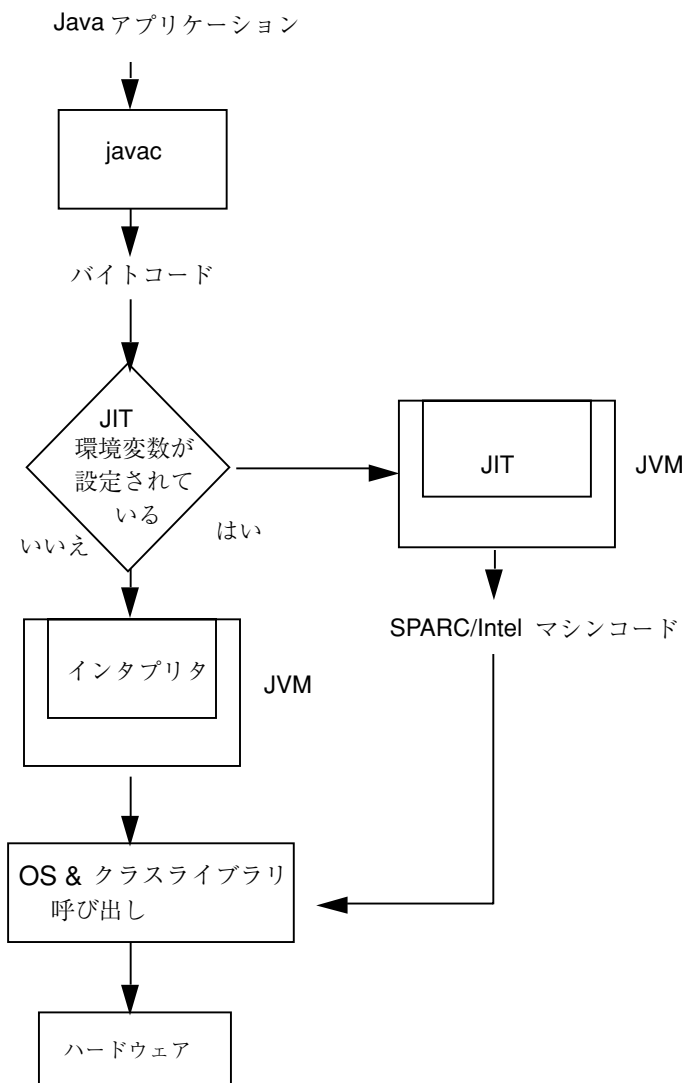 Java アプリケーション
javac
バイトコード
JIT
環境変数が
設定されて
いる
いいえ
はい
JIT
JVM
SPARC/Intel マシンコード
インタプリタ
JVM
OS & クラスライブラリ
呼び出し
ハードウェア